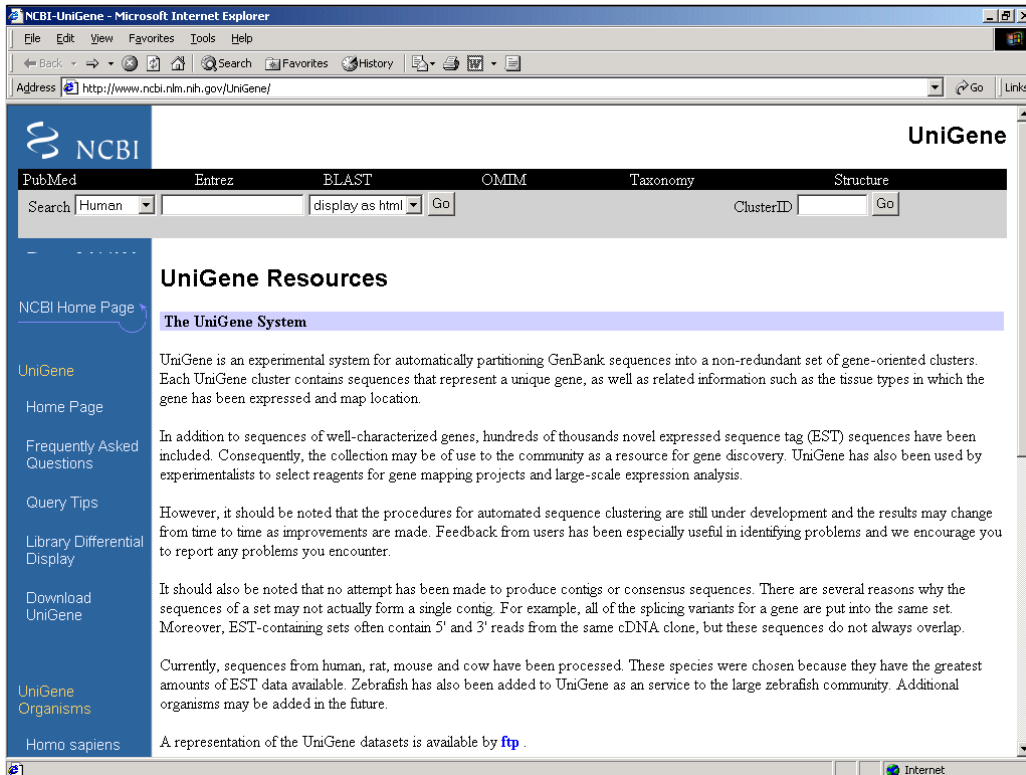 NCBI-UniGene - Microsoft Internet Explorer
File Edit View Favorites Tools Help
Back Search Favorites History
Address http://www.ncbi.nlm.nih.gov/UniGene/ Go Links
NCBI
UniGene
PubMed Entrez BLAST OMIM Taxonomy Structure
Search Human display as html Go ClusterID Go
NCBI Home Page
UniGene
Home Page
Frequently Asked
Questions
Query Tips
Library Differential
Display
Download
UniGene
UniGene
Organisms
Homo sapiens
UniGene Resources
The UniGene System
UniGene is an experimental system for automatically partitioning GenBank sequences into a non-redundant set of gene-oriented clusters.
Each UniGene cluster contains sequences that represent a unique gene, as well as related information such as the tissue types in which the
gene has been expressed and map location.
In addition to sequences of well-characterized genes, hundreds of thousands novel expressed sequence tag (EST) sequences have been
included. Consequently, the collection may be of use to the community as a resource for gene discovery. UniGene has also been used by
experimentalists to select reagents for gene mapping projects and large-scale expression analysis.
However, it should be noted that the procedures for automated sequence clustering are still under development and the results may change
from time to time as improvements are made. Feedback from users has been especially useful in identifying problems and we encourage you
to report any problems you encounter.
It should also be noted that no attempt has been made to produce contigs or consensus sequences. There are several reasons why the
sequences of a set may not actually form a single contig. For example, all of the splicing variants for a gene are put into the same set.
Moreover, EST-containing sets often contain 5' and 3' reads from the same cDNA clone, but these sequences do not always overlap.
Currently, sequences from human, rat, mouse and cow have been processed. These species were chosen because they have the greatest
amounts of EST data available. Zebrafish has also been added to UniGene as an service to the large zebrafish community. Additional
organisms may be added in the future.
A representation of the UniGene datasets is available by ftp .
Internet